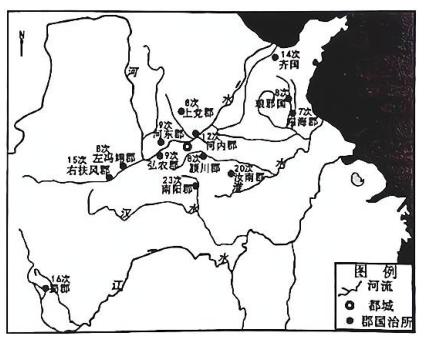 N
14次
齐国
河
水
8次
琅邪国
6次
上党郡
7次
东海郡
9次
河东郡
12次
河内郡
8次
左冯翊郡
15次
右扶风郡
9次
弘农郡
8次
颍川郡
水
20次
汝南郡
淮
23次
南阳郡
汉
水
16次
蜀郡
江
水
图 例
河流
都城
郡国治所